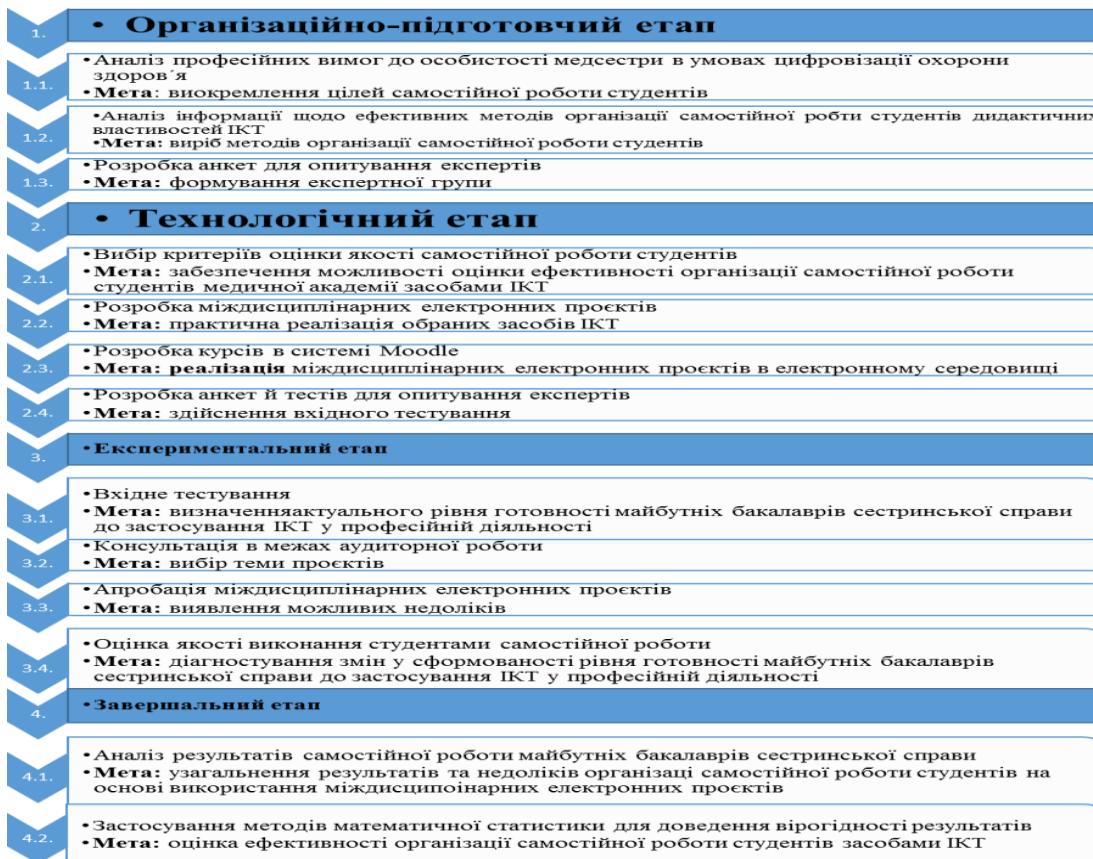 1.
• Організаційно-підготовчий етап
1.1.
•Аналіз професійних вимог до особистості медсестри в умовах цифровізації охорони
здоров´я
•Мета: виокремлення цілей самостійної роботи студентів
1.2.
•Аналіз інформації щодо ефективних методів організації самостійної робти студентів дидактичних
властивостей ІКТ
•Мета: виріб методів організації самостійної роботи студентів
1.3.
•Розробка анкет для опитування експертів
•Мета: формування експертної групи
2.
• Технологічний етап
2.1.
•Вибір критеріїв оцінки якості самостійної роботи студентів
•Мета: забезпечення можливості оцінки ефективності організації самостійної роботи
студентів медичної академії засобами ІКТ
2.2.
•Розробка міждисциплінарних електронних проєктів
•Мета: практична реалізація обраних засобів ІКТ
2.3.
•Розробка курсів в системі Moodle
•Мета: реалізація міждисциплінарних електронних проєктів в електронному середовищі
2.4.
•Розробка анкет й тестів для опитування експертів
•Мета: здійснення вхідного тестування
3.
•Експериментальний етап
3.1.
•Вхідне тестування
•Мета: визначенняактуального рівня готовності майбутніх бакалаврів сестринської справи
до застосування ІКТ у професійній діяльності
3.2.
•Консультація в межах аудиторної роботи
•Мета: вибір теми проєктів
3.3.
•Апробація міждисциплінарних електронних проєктів
•Мета: виявлення можливих недоліків
3.4.
•Оцінка якості виконання студентами самостійної роботи
•Мета: діагностування змін у сформованості рівня готовності майбутніх бакалаврів
сестринської справи до застосування ІКТ у професійній діяльності
4.
•Завершальний етап
4.1.
•Аналіз результатів самостійної роботи майбутніх бакалаврів сестринської справи
•Мета: узагальнення результатів та недоліків організаці самостійної роботи студентів на
основі використання міждисципоінарних електронних проєктів
4.2.
•Застосування методів математичної статистики для доведення вірогідності результатів
•Мета: оцінка ефективності організації самостійної роботи студентів засобами ІКТ